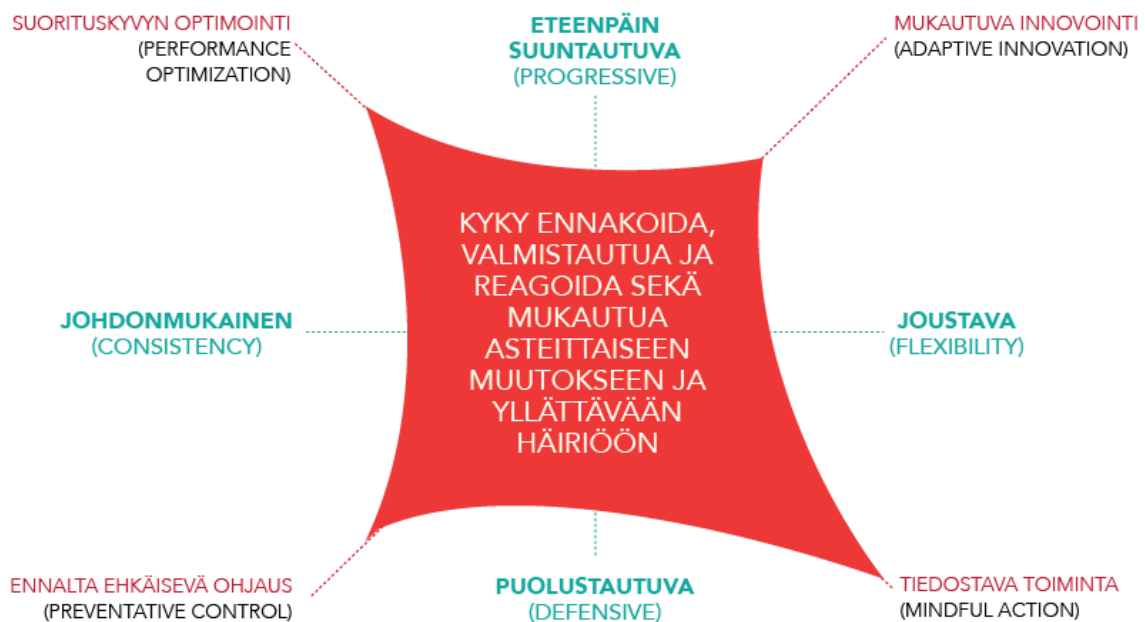 SUORITUSKYVYN OPTIMOINTI
(PERFORMANCE
OPTIMIZATION)
ETEENPÄIN
SUUNTAUTUVA
(PROGRESSIVE)
MUKAUTUVA INNOVOINTI
(ADAPTIVE INNOVATION)
JOHDONMUKAINEN
(CONSISTENCY)
KYKY ENNAKOIDA,
VALMISTAUTUA JA
REAGOIDA SEKÄ
MUKAUTUA
ASTEITTAISEEN
MUUTOKSEEN JA
YLLÄTTÄVÄÄN
HÄIRIÖÖN
JOUSTAVA
(FLEXIBILITY)
ENNALTA EHKÄISEVÄ OHJAUS
(PREVENTATIVE CONTROL)
PUOLUSTAUTUVA
(DEFENSIVE)
TIEDOSTAVA TOIMINTA
(MINDFUL ACTION)